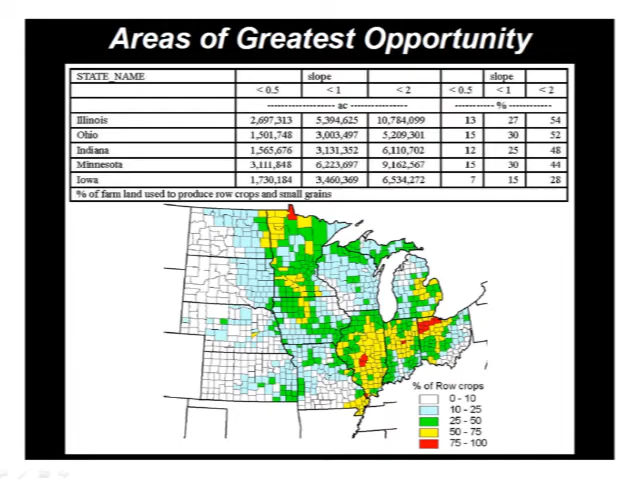 Areas of Greatest Opportunity
STATE_NAME slope slope
< 0.5 < 1 < 2 < 0.5 < 1 < 2
------------------- ac ---------------- ----------- % ------------
Illinois 2,697,313 5,394,625 10,784,099 13 27 54
Ohio 1,501,748 3,003,497 5,209,301 15 30 52
Indiana 1,565,676 3,131,352 6,110,702 12 25 48
Minnesota 3,111,848 6,223,697 9,162,567 15 30 44
Iowa 1,730,184 3,460,369 6,534,272 7 15 28
% of farm land used to produce row crops and small grains
% of Row crops
0 - 10
10 - 25
25 - 50
50 - 75
75 - 100